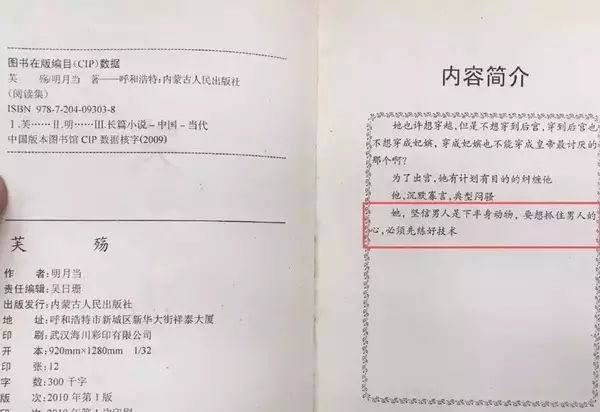 图书在版编目(CIP)数据
芙 殇/明月当 著——呼和浩特:内蒙古人民出版社
(阅读集)
ISBN 978-7-204-09303-8
Ⅰ.芙……Ⅱ.明……Ⅲ.长篇小说－中国－当代
中国版本图书馆 CIP 数据核字(2009)
芙 殇
作 者:明月当
责任编辑:吴日珊
出版发行:内蒙古人民出版社
地 址:呼和浩特市新城区新华大街祥泰大厦
印 刷:武汉海川彩印有限公司
开 本:920mm×1280mm 1/32
印 张:12
字 数:300 千字
版 次:2010 年第 1 版
2010 年第 1 次印刷
内容简介
她也许想穿越,但是不想穿到后宫,穿到后宫也
不想穿成妃嫔,穿成妃嫔也不能穿成皇帝最讨厌的
那个啊?
为了出宫,她有计划有目的的纠缠他
他,沉默寡言,典型闷骚
她,坚信男人是下半身动物，要想抓住男人的
心,必须先练好技术